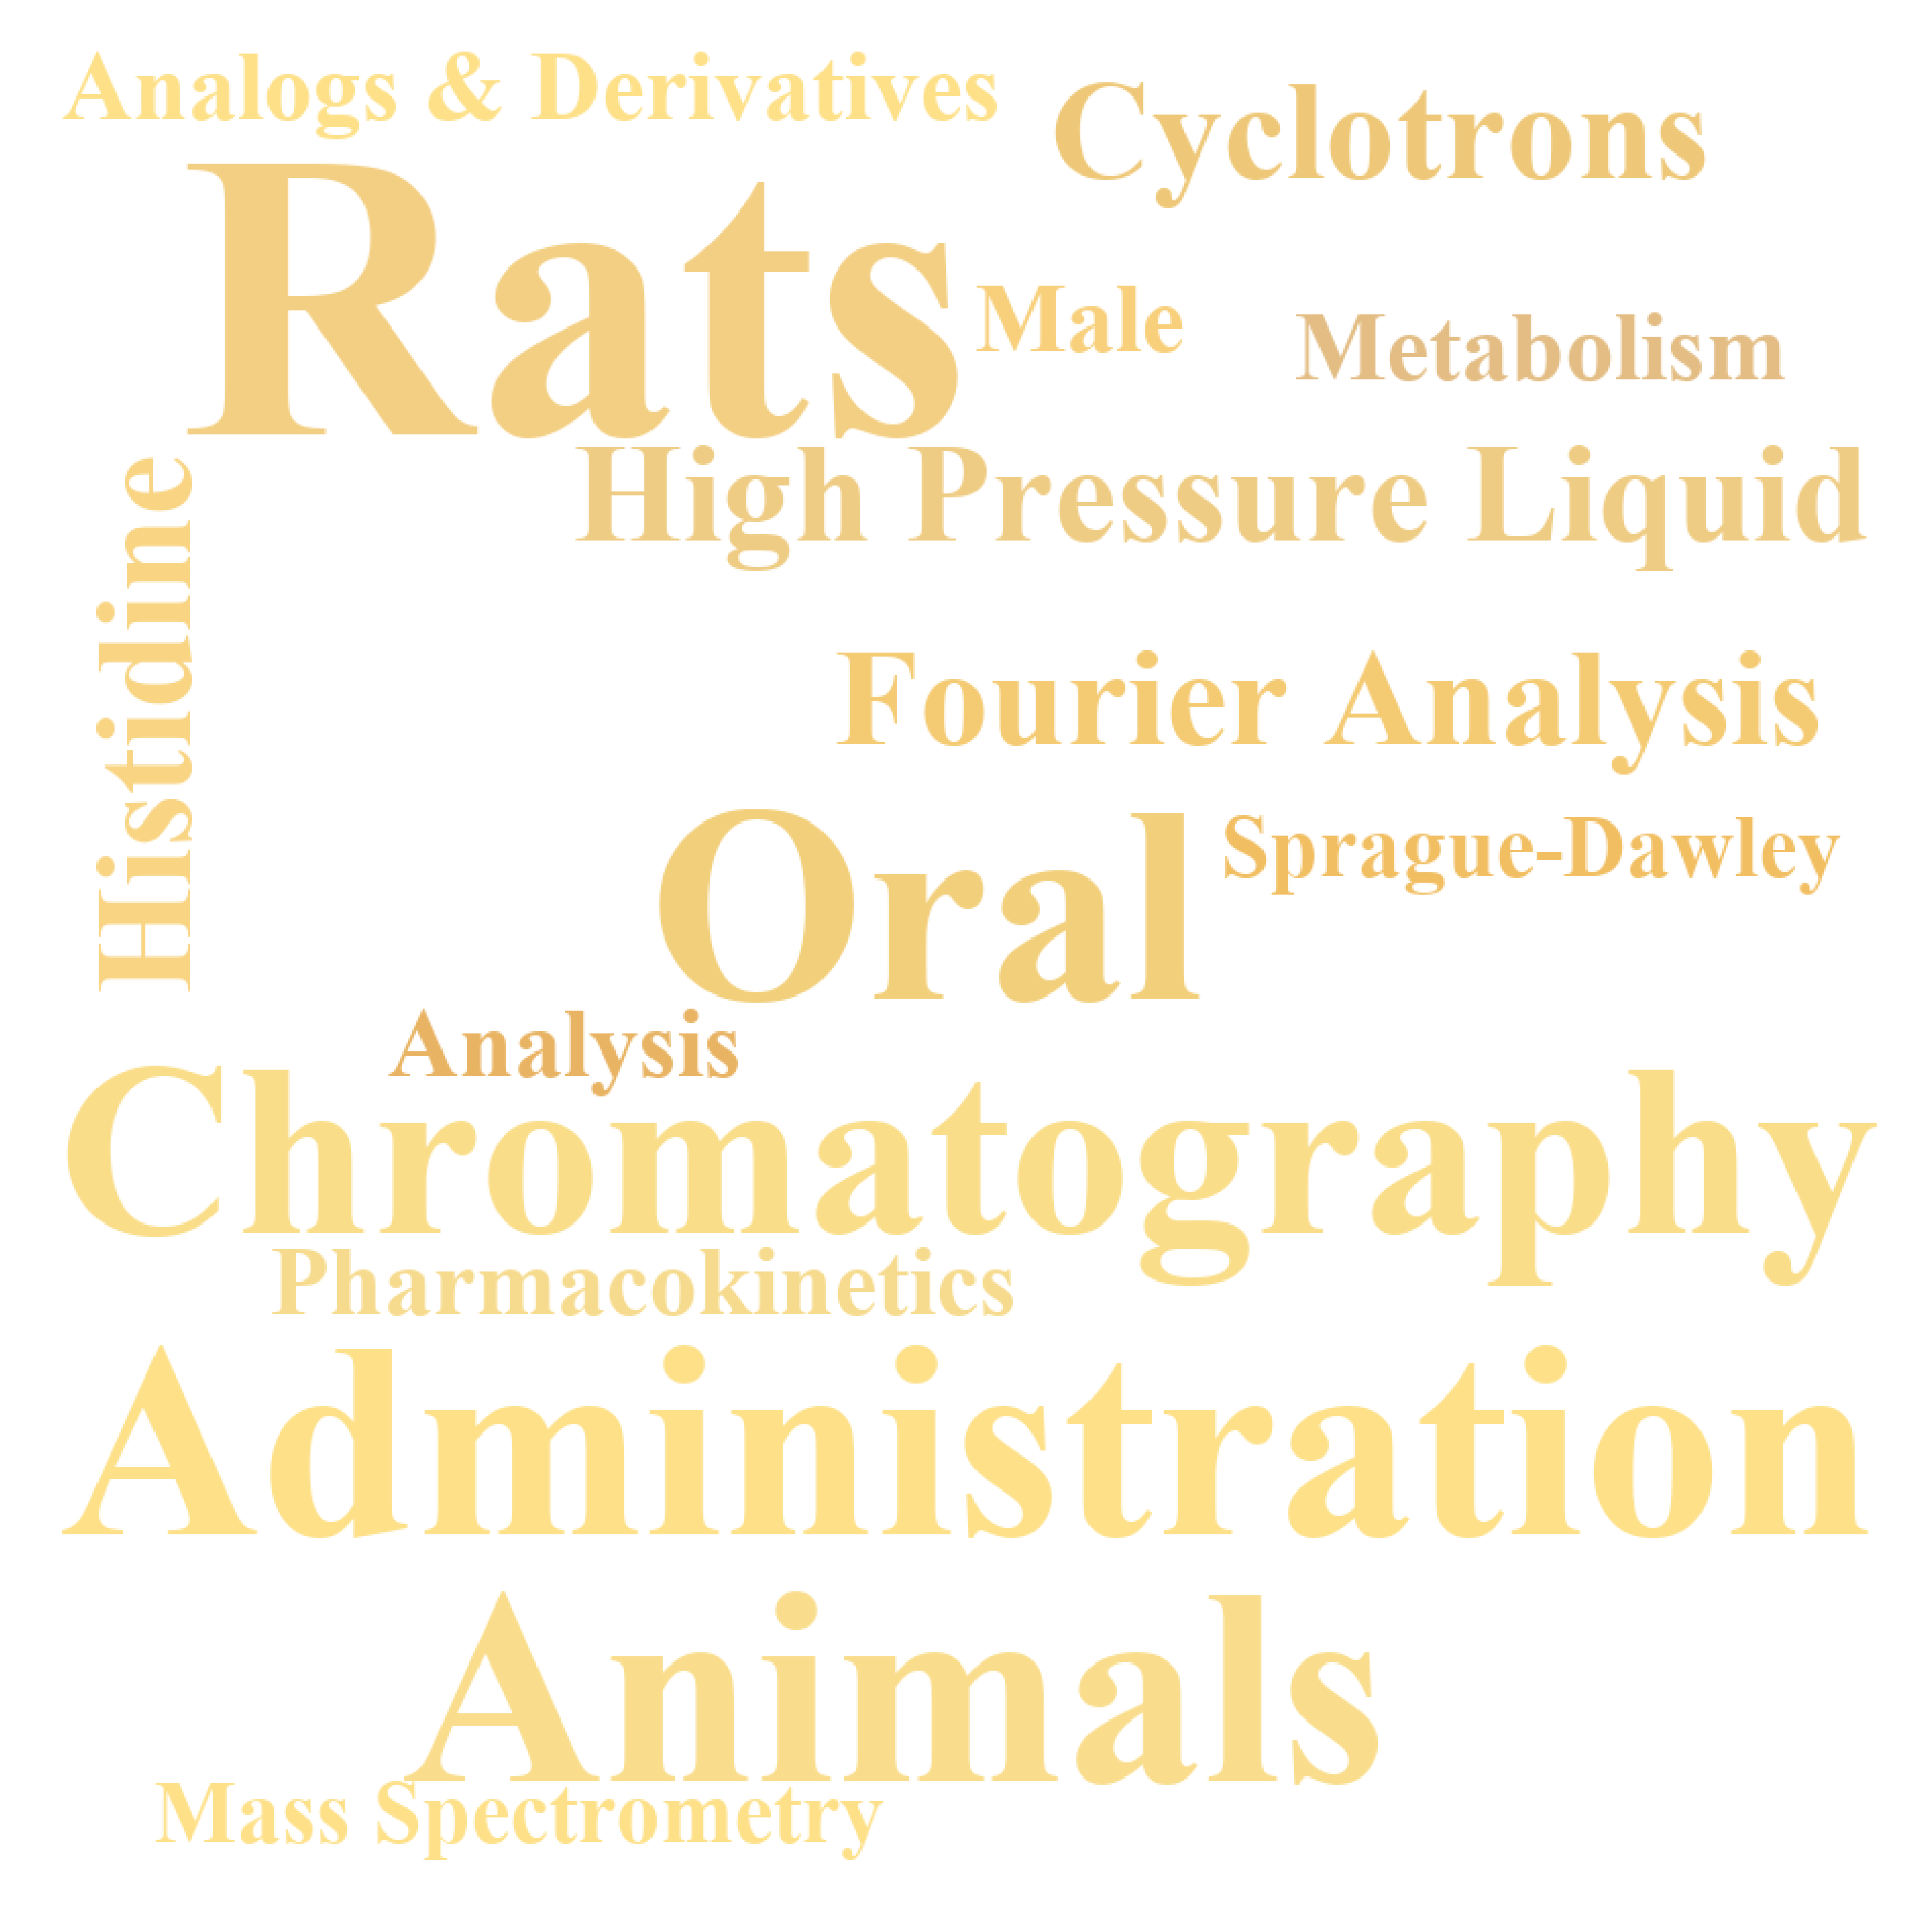 Analogs & Derivatives
Cyclotrons
Rats
Male
Metabolism
High Pressure Liquid
Histidine
Fourier Analysis
Oral
Sprague-Dawley
Analysis
Chromatography
Pharmacokinetics
Administration
Animals
Mass Spectrometry